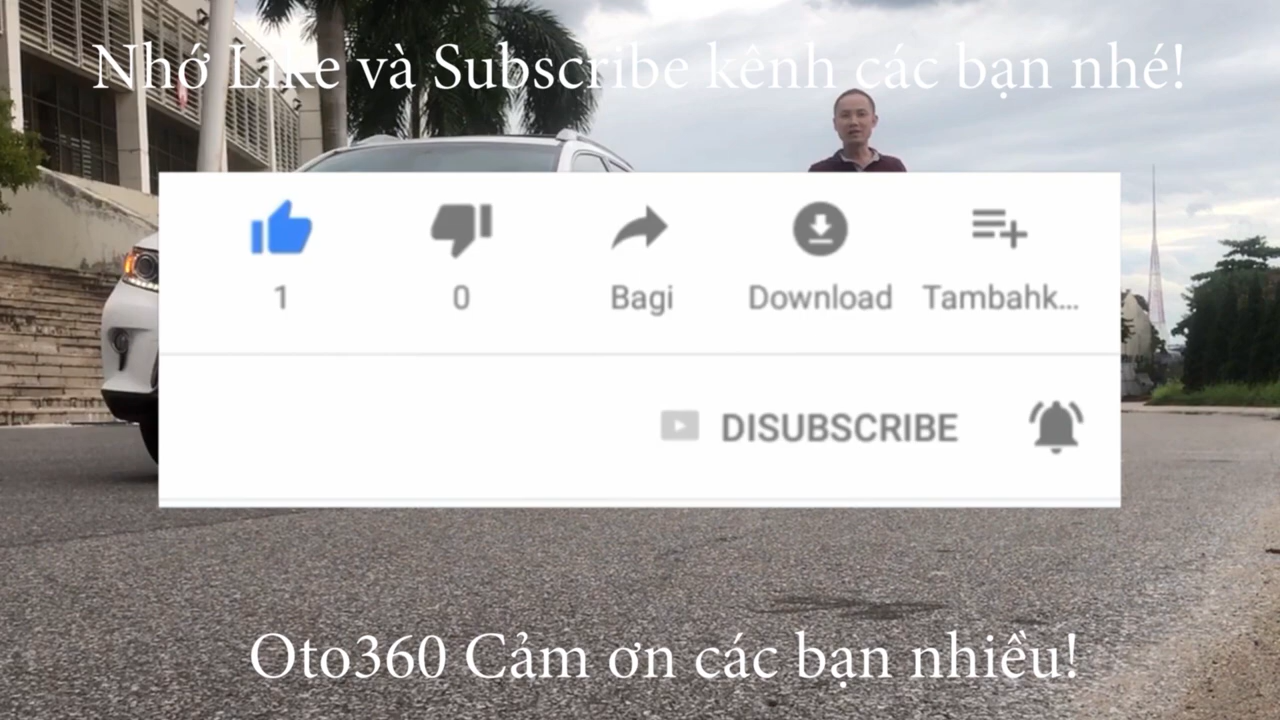 Nhớ Like và Subscribe kênh các bạn nhé!
1
0
Bagi
Download
Tambahk...
DISUBSCRIBE
Oto360 Cảm ơn các bạn nhiều!